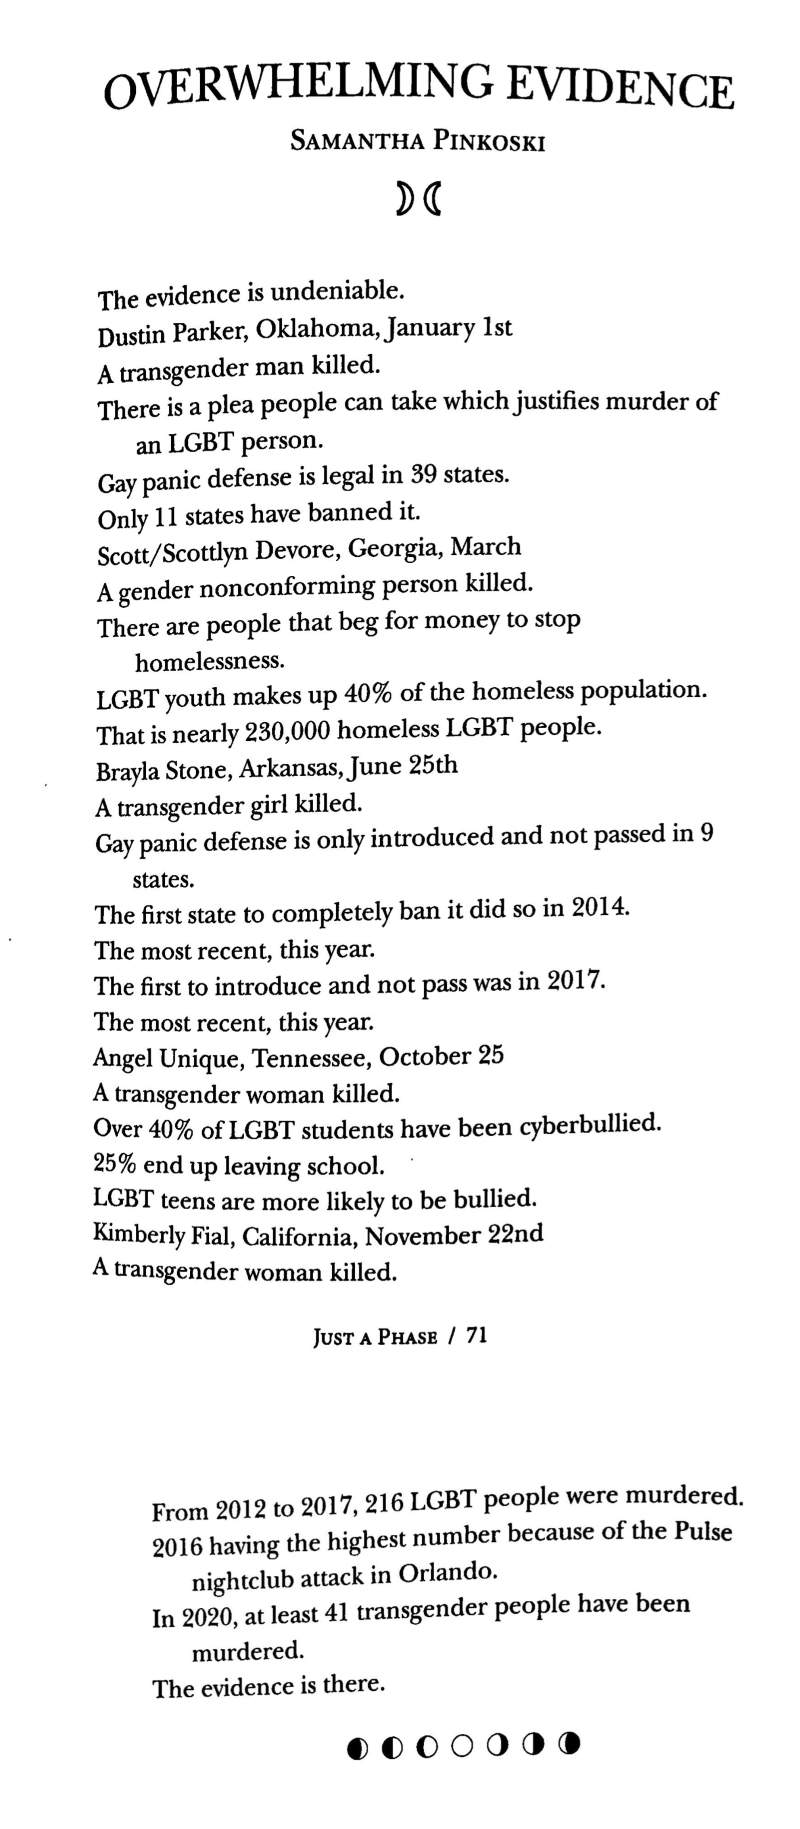 OVERWHELMING EVIDENCE
SAMANTHA PINKOSKI
The evidence is undeniable.
Dustin Parker, Oklahoma, January 1st
A transgender man killed.
There is a plea people can take which justifies murder of
an LGBT person.
Gay panic defense is legal in 39 states.
Only 11 states have banned it.
Scott/Scottlyn Devore, Georgia, March
A gender nonconforming person killed.
There are people that beg for money to stop
homelessness.
LGBT youth makes up 40% of the homeless population.
That is nearly 230,000 homeless LGBT people.
Brayla Stone, Arkansas, June 25th
A transgender girl killed.
Gay panic defense is only introduced and not passed in 9
states.
The first state to completely ban it did so in 2014.
The most recent, this year.
The first to introduce and not pass was in 2017.
The most recent, this year.
Angel Unique, Tennessee, October 25
A transgender woman killed.
Over 40% of LGBT students have been cyberbullied.
25% end up leaving school.
LGBT teens are more likely to be bullied.
Kimberly Fial, California, November 22nd
A transgender woman killed.
JUST A PHASE / 71
From 2012 to 2017, 216 LGBT people were murdered.
2016 having the highest number because of the Pulse
nightclub attack in Orlando.
In 2020, at least 41 transgender people have been
murdered.
The evidence is there.